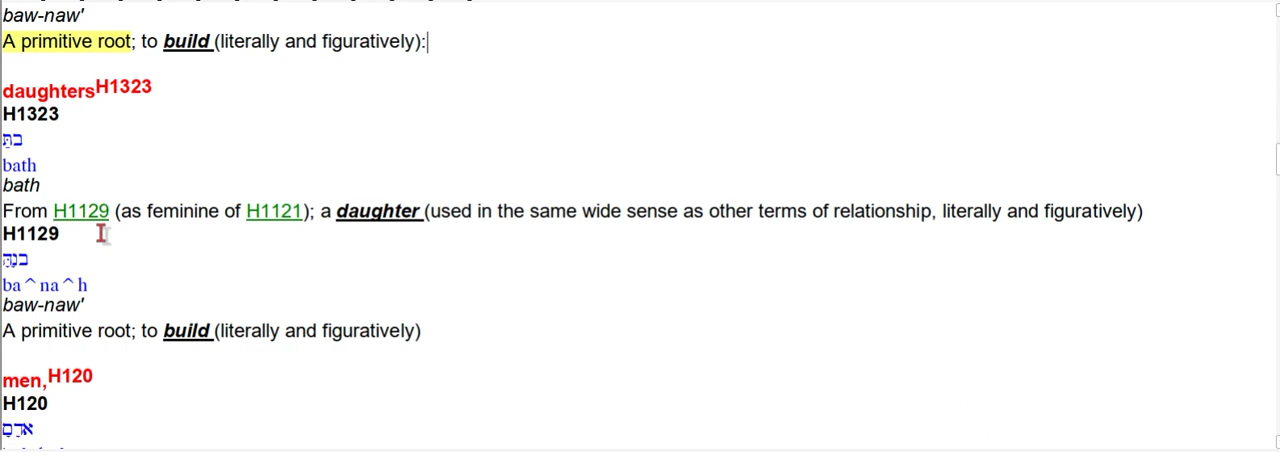 baw-naw'
A primitive root; to build (literally and figuratively):
daughtersH1323
H1323
בּתּ
bath
bath
From H1129 (as feminine of H1121); a daughter (used in the same wide sense as other terms of relationship, literally and figuratively)
H1129
בּנה
ba^na^h
baw-naw'
A primitive root; to build (literally and figuratively)
men,H120
H120
אדם